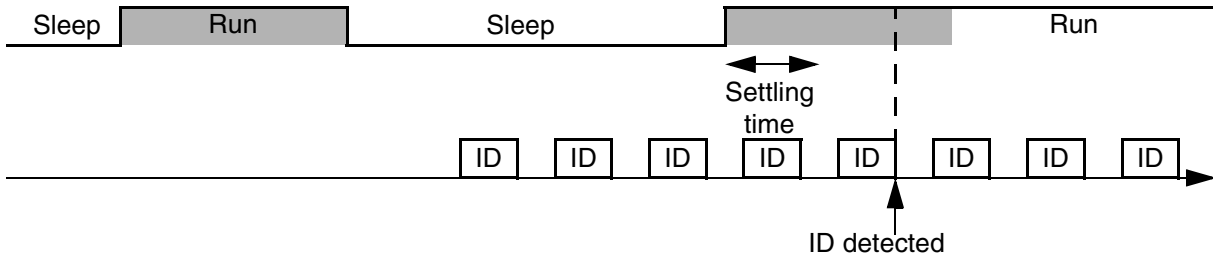 Sleep Run Sleep Run
Settling
time
ID ID ID ID ID ID ID ID
ID detected